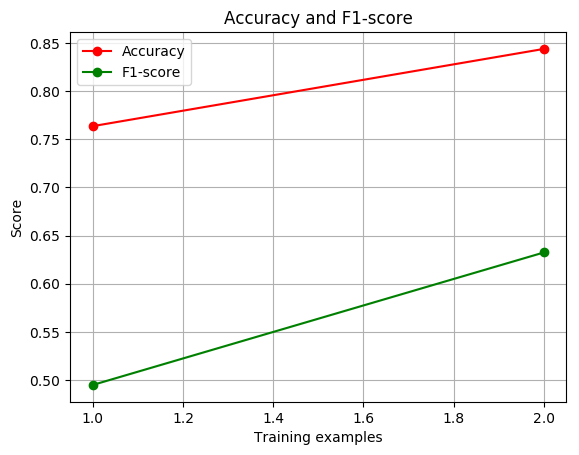 Accuracy and F1-score
Accuracy
F1-score
0.85
0.80
0.75
0.70
0.65
0.60
0.55
0.50
Score
1.0 1.2 1.4 1.6 1.8 2.0
Training examples